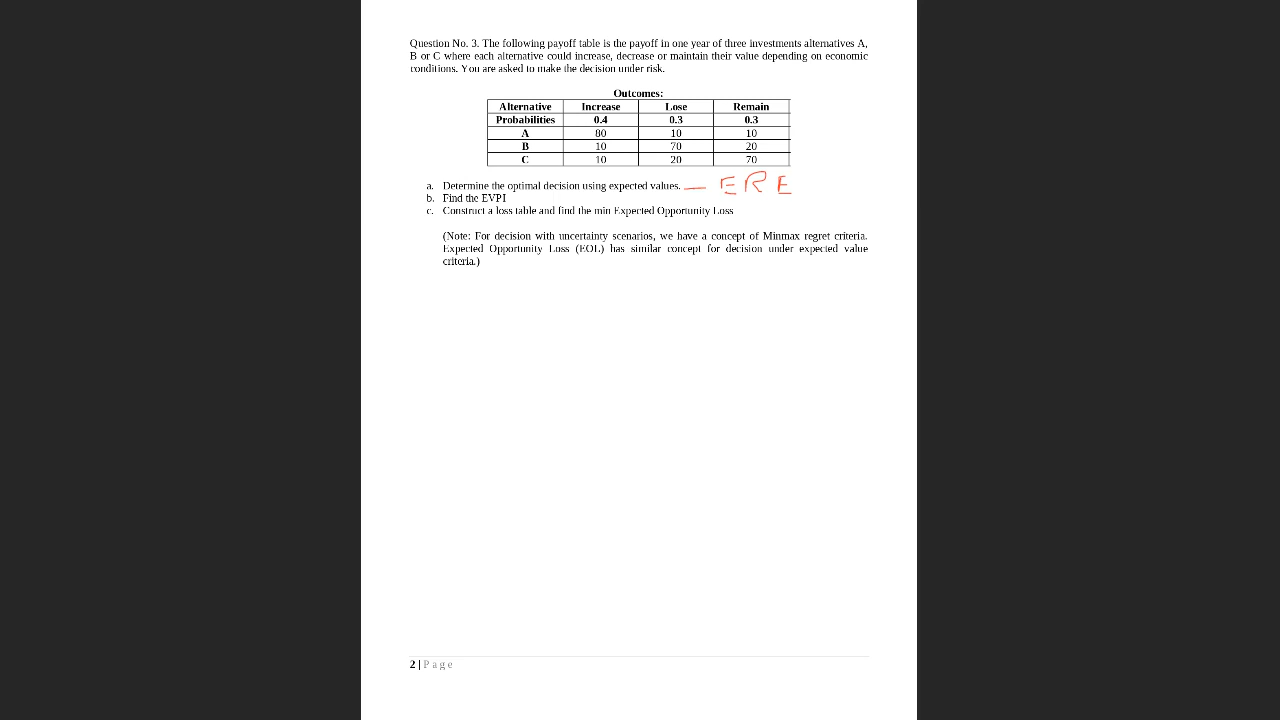 Question No. 3. The following payoff table is the payoff in one year of three investments alternatives A,
B or C where each alternative could increase, decrease or maintain their value depending on economic
conditions. You are asked to make the decision under risk.
Outcomes:
Alternative Increase Lose Remain
Probabilities 0.4 0.3 0.3
A 80 10 10
B 10 70 20
C 10 20 70
a. Determine the optimal decision using expected values. — E R E
b. Find the EVPI
c. Construct a loss table and find the min Expected Opportunity Loss
(Note: For decision with uncertainty scenarios, we have a concept of Minmax regret criteria.
Expected Opportunity Loss (EOL) has similar concept for decision under expected value
criteria.)
2 | P a g e